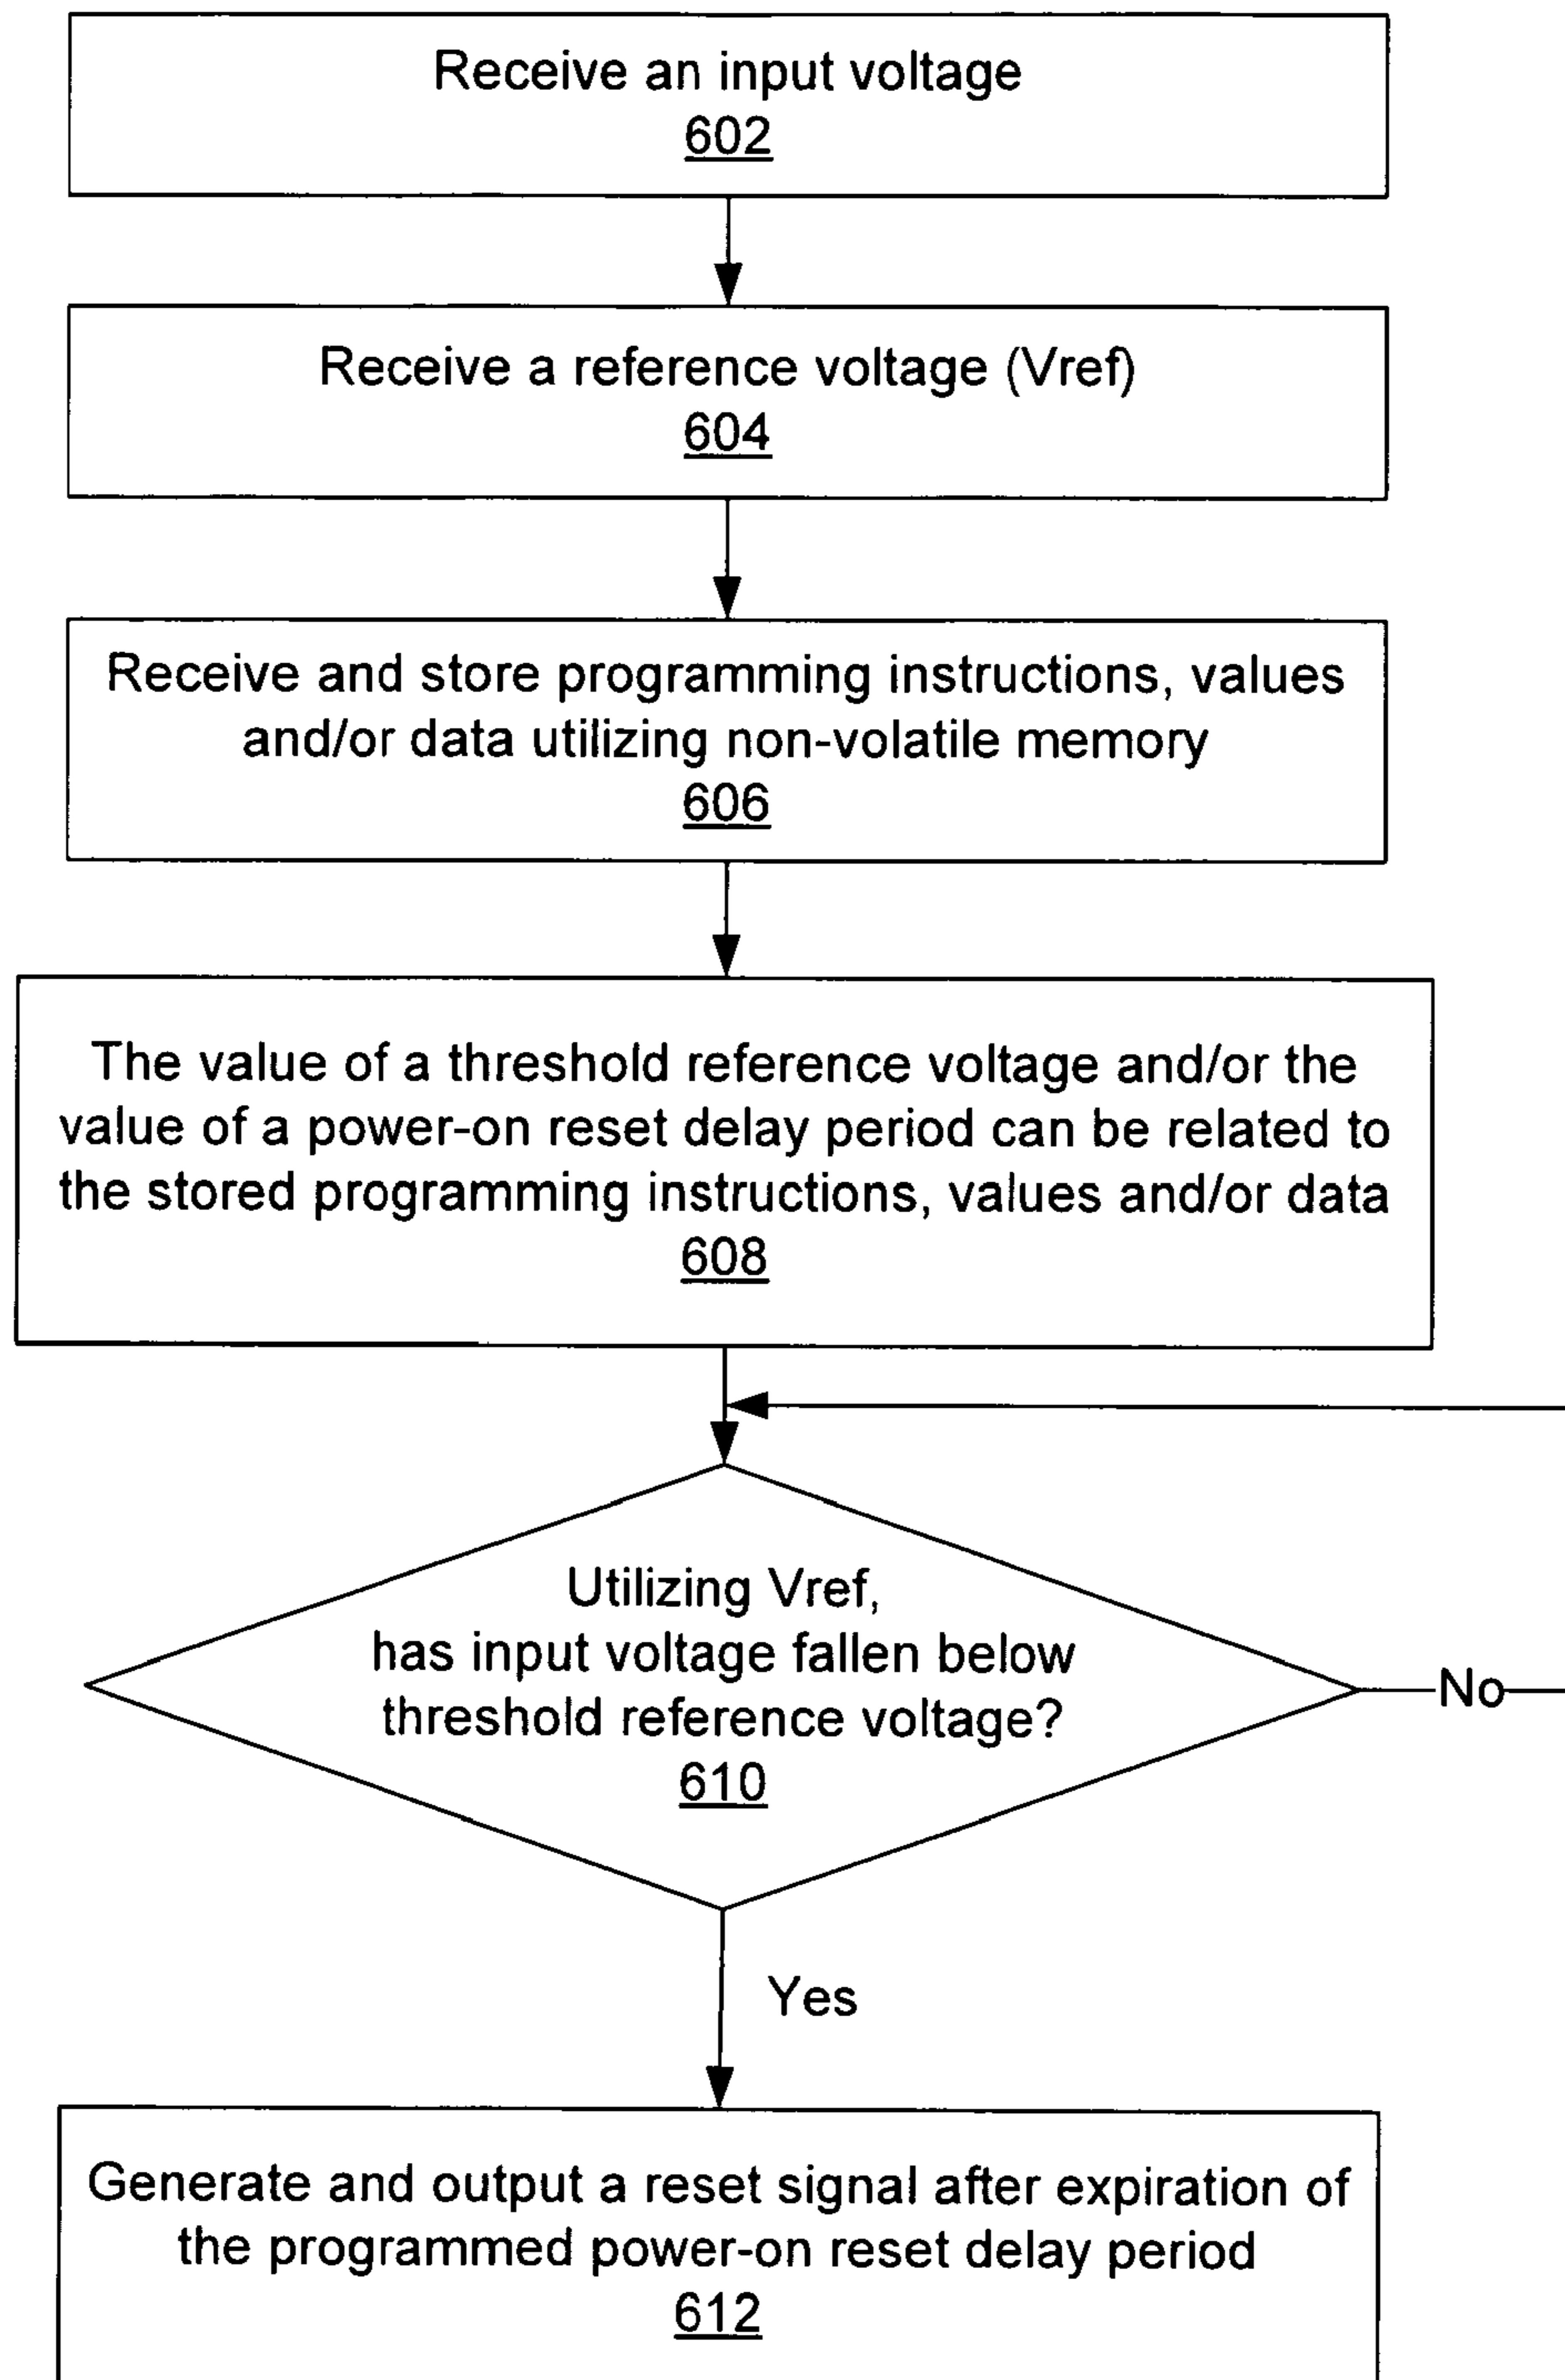 Receive an input voltage
602
Receive a reference voltage (Vref)
604
Receive and store programming instructions, values
and/or data utilizing non-volatile memory
606
The value of a threshold reference voltage and/or the
value of a power-on reset delay period can be related to
the stored programming instructions, values and/or data
608
Utilizing Vref,
has input voltage fallen below
threshold reference voltage?
610
No
Yes
Generate and output a reset signal after expiration of
the programmed power-on reset delay period
612